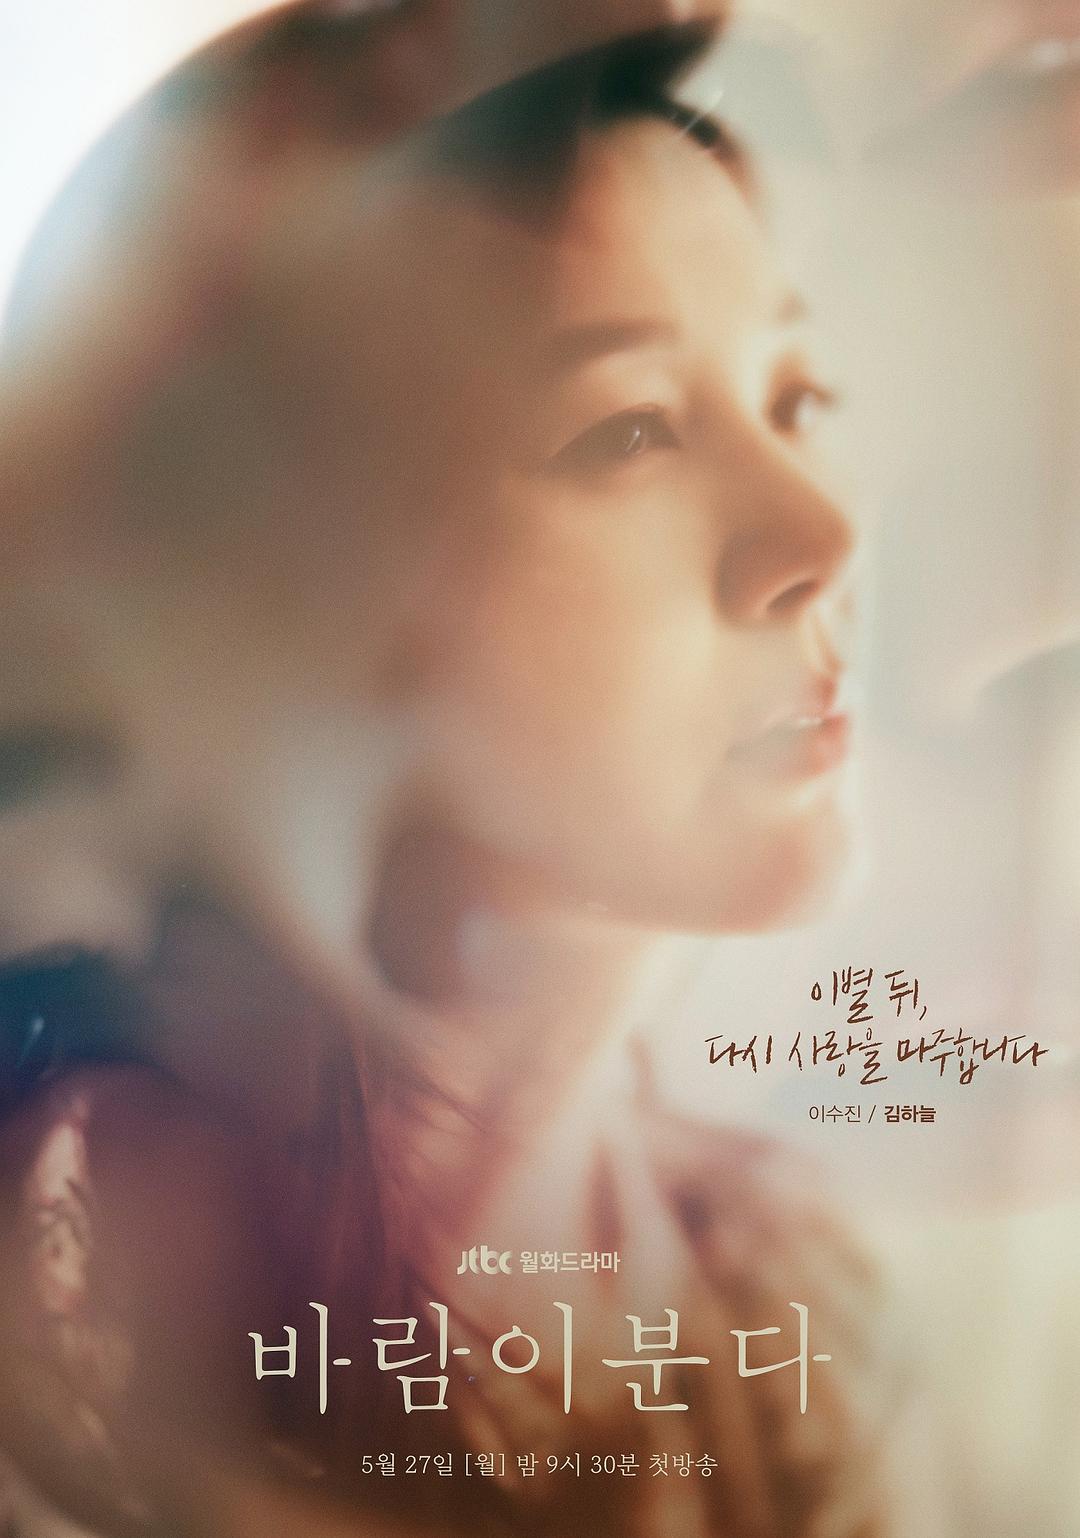 이별 뒤,
다시 사랑을 마주합니다
이수진 / 김하늘
jtbc 월화드라마
바람이분다
5월 27일 [월] 밤 9시 30분 첫방송